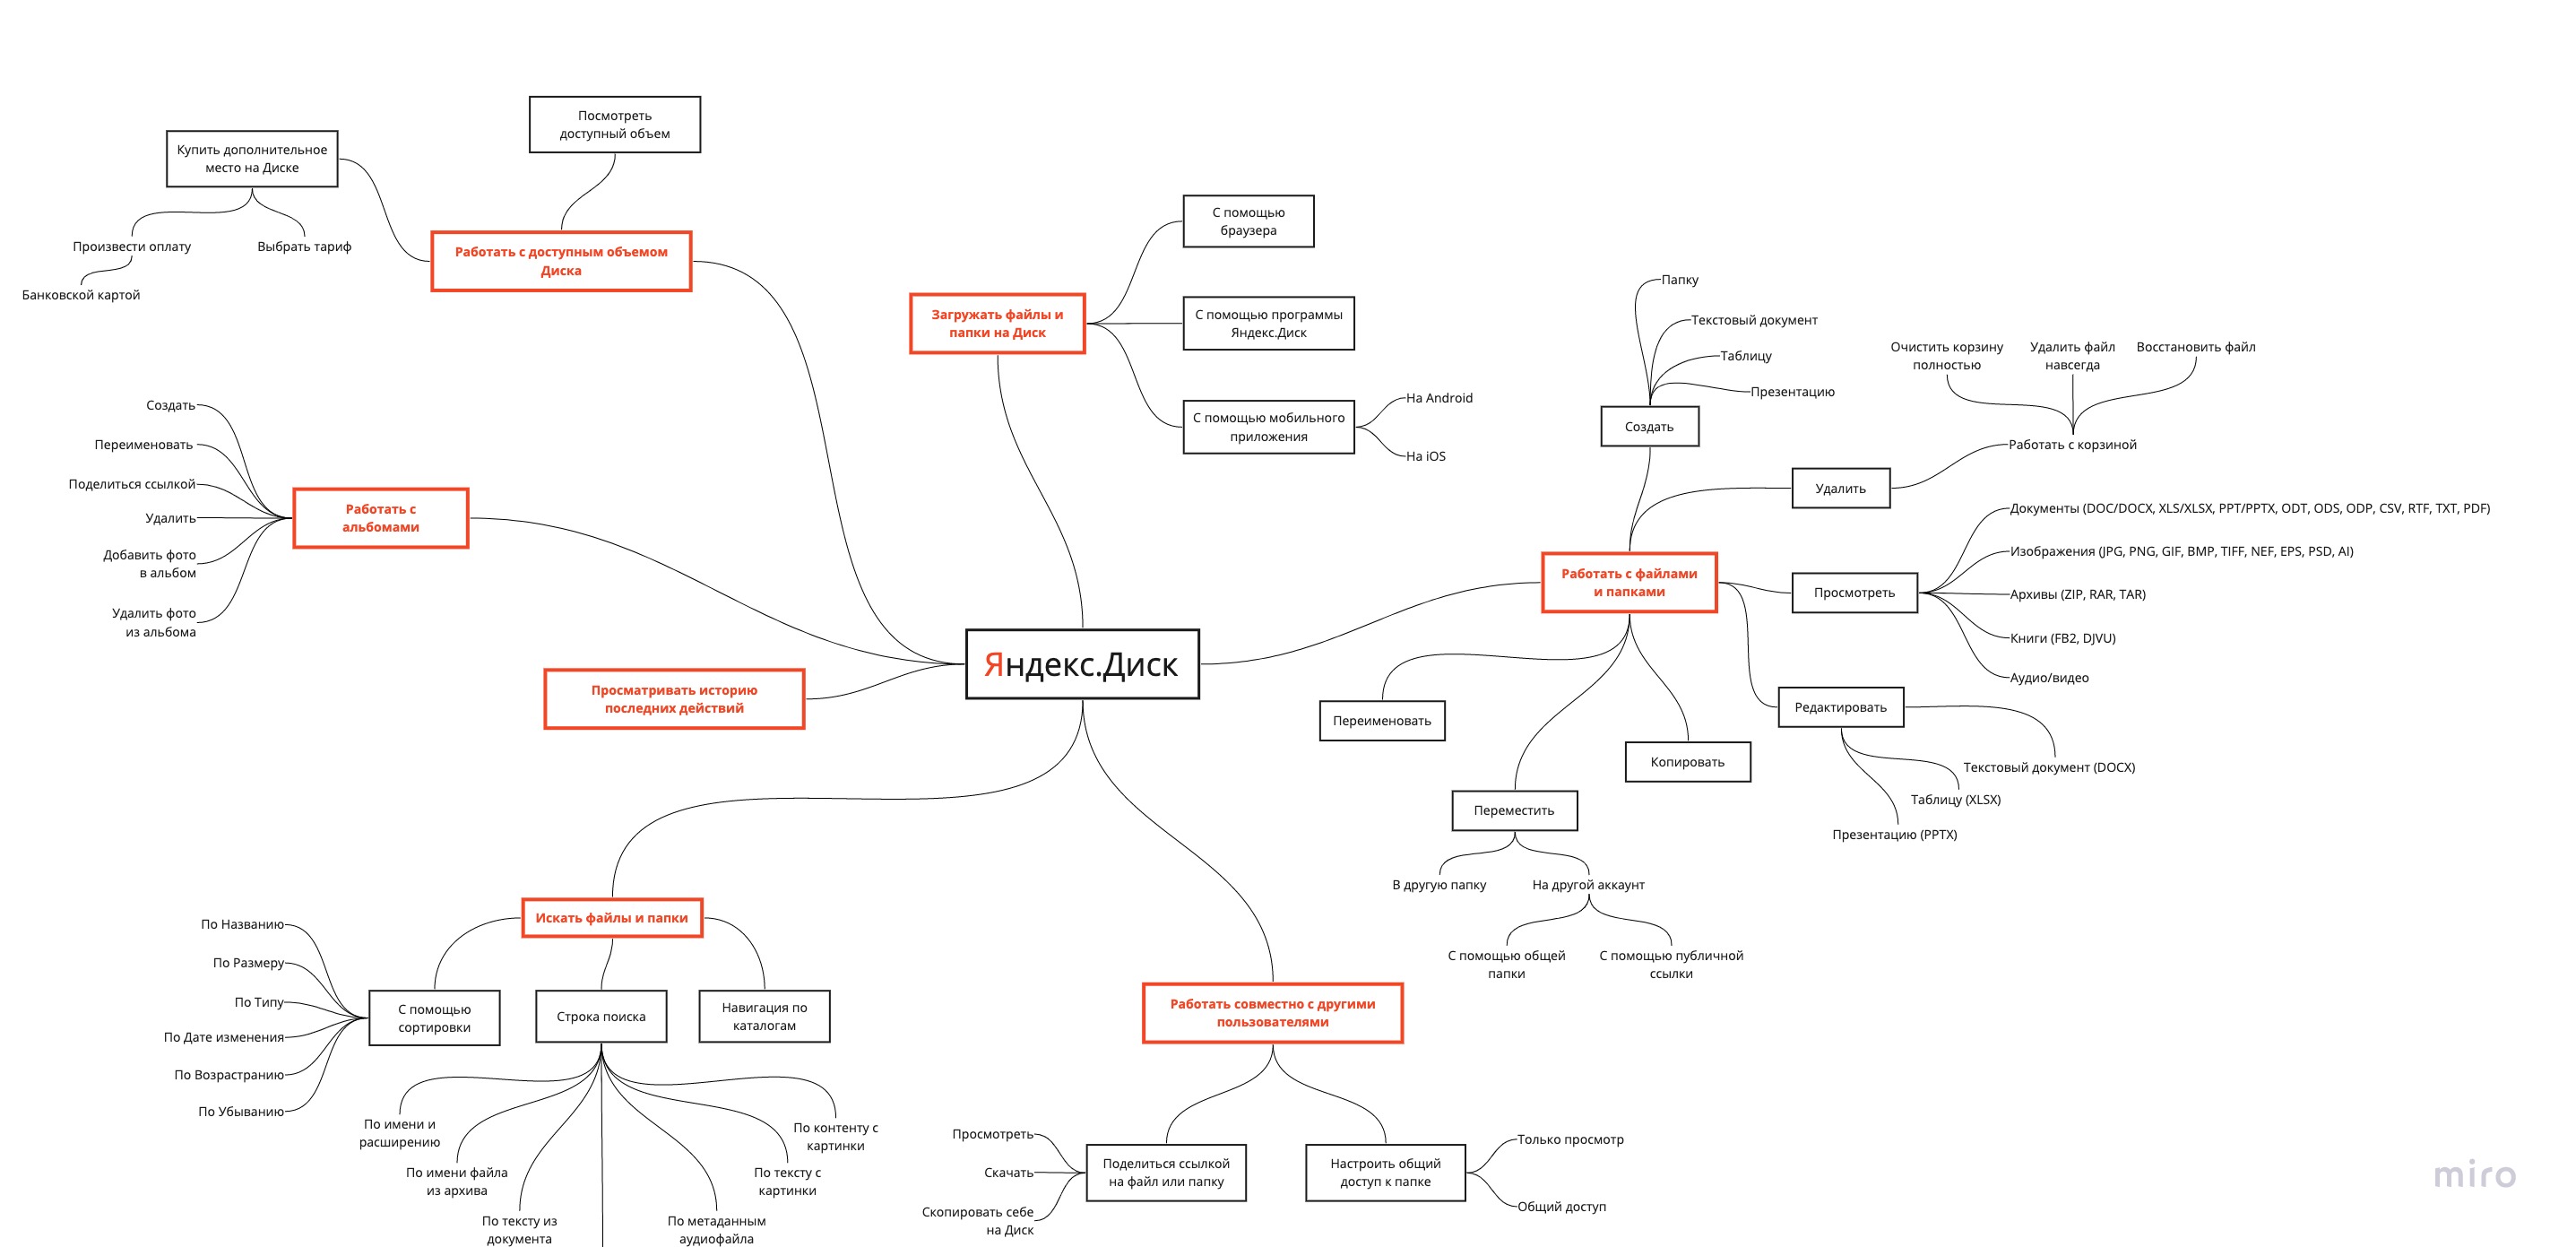 Посмотреть
доступный объем
Купить дополнительное
место на Диске
Произвести оплату
Выбрать тариф
Банковской картой
Работать с доступным объемом
Диска
Загружать файлы и
папки на Диск
С помощью
браузера
С помощью программы
Яндекс.Диск
С помощью мобильного
приложения
На Android
На iOS
Создать
Переименовать
Поделиться ссылкой
Удалить
Добавить фото
в альбом
Удалить фото
из альбома
Работать с
альбомами
Просматривать историю
последних действий
Яндекс.Диск
Папку
Текстовый документ
Таблицу
Презентацию
Создать
Очистить корзину
полностью
Удалить файл
навсегда
Восстановить файл
Работать с корзиной
Удалить
Работать с файлами
и папками
Просмотреть
Документы (DOC/DOCX, XLS/XLSX, PPT/PPTX, ODT, ODS, ODP, CSV, RTF, TXT, PDF)
Изображения (JPG, PNG, GIF, BMP, TIFF, NEF, EPS, PSD, AI)
Архивы (ZIP, RAR, TAR)
Книги (FB2, DJVU)
Аудио/видео
Редактировать
Текстовый документ (DOCX)
Таблицу (XLSX)
Презентацию (PPTX)
Переименовать
Копировать
Переместить
В другую папку
На другой аккаунт
С помощью общей
папки
С помощью публичной
ссылки
Искать файлы и папки
По Названию
По Размеру
По Типу
По Дате изменения
По Возрастранию
По Убыванию
С помощью
сортировки
Строка поиска
Навигация по
каталогам
По имени и
расширению
По имени файла
из архива
По тексту из
документа
По метаданным
аудиофайла
По тексту с
картинки
По контенту с
картинки
Работать совместно с другими
пользователями
Просмотреть
Скачать
Скопировать себе
на Диск
Поделиться ссылкой
на файл или папку
Настроить общий
доступ к папке
Только просмотр
Общий доступ
miro